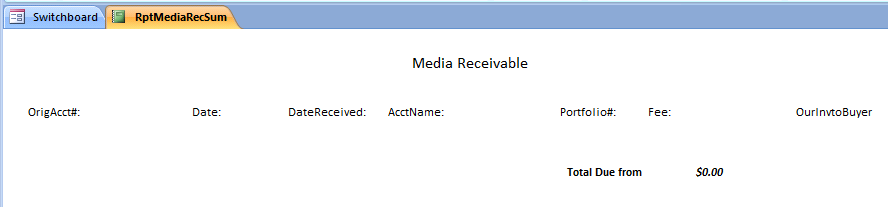 Switchboard RptMediaRecSum
Media Receivable
OrigAcct#: Date: DateReceived: AcctName: Portfolio#: Fee: OurInvtoBuyer
Total Due from $0.00